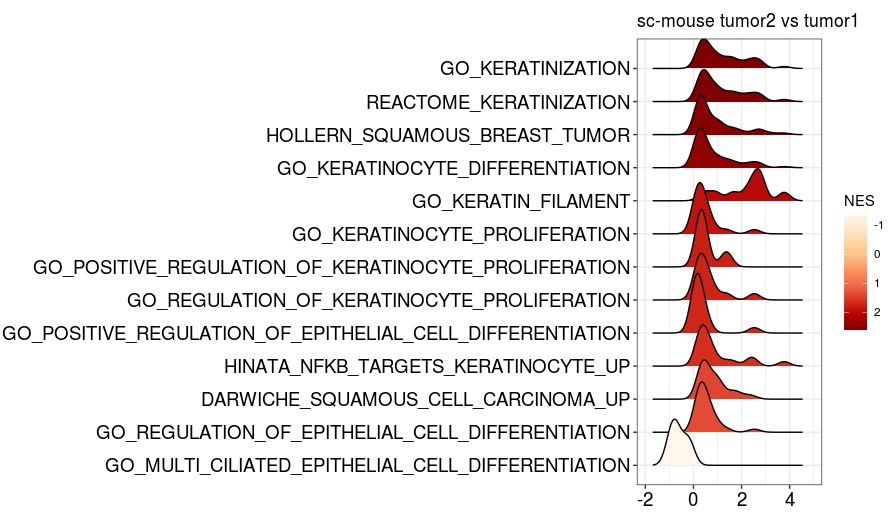 sc-mouse tumor2 vs tumor1
GO_KERATINIZATION
REACTOME_KERATINIZATION
HOLLERN_SQUAMOUS_BREAST_TUMOR
GO_KERATINOCYTE_DIFFERENTIATION
GO_KERATIN_FILAMENT
GO_KERATINOCYTE_PROLIFERATION
GO_POSITIVE_REGULATION_OF_KERATINOCYTE_PROLIFERATION
GO_REGULATION_OF_KERATINOCYTE_PROLIFERATION
GO_POSITIVE_REGULATION_OF_EPITHELIAL_CELL_DIFFERENTIATION
HINATA_NFKB_TARGETS_KERATINOCYTE_UP
DARWICHE_SQUAMOUS_CELL_CARCINOMA_UP
GO_REGULATION_OF_EPITHELIAL_CELL_DIFFERENTIATION
GO_MULTI_CILIATED_EPITHELIAL_CELL_DIFFERENTIATION
-2 0 2 4
NES
-1
0
1
2